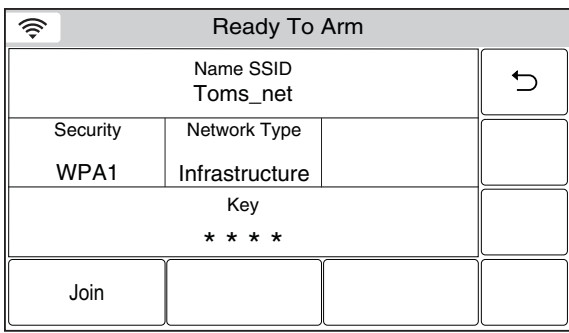 Ready To Arm
Name SSID
Toms_net
Security
Network Type
WPA1
Infrastructure
Key
* * * *
Join